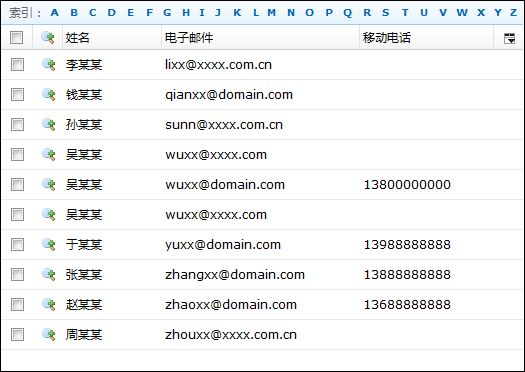 索引： A B C D E F G H I J K L M N O P Q R S T U V W X Y Z
姓名 电子邮件 移动电话
李某某 lixx@xxxx.com.cn
钱某某 qianxx@domain.com
孙某某 sunn@xxxx.com.cn
吴某某 wuxx@xxxx.com
吴某某 wuxx@domain.com 13800000000
吴某某 wuxx@xxxx.com
于某某 yuxx@domain.com 13988888888
张某某 zhangxx@domain.com 13888888888
赵某某 zhaoxx@domain.com 13688888888
周某某 zhouxx@xxxx.com.cn